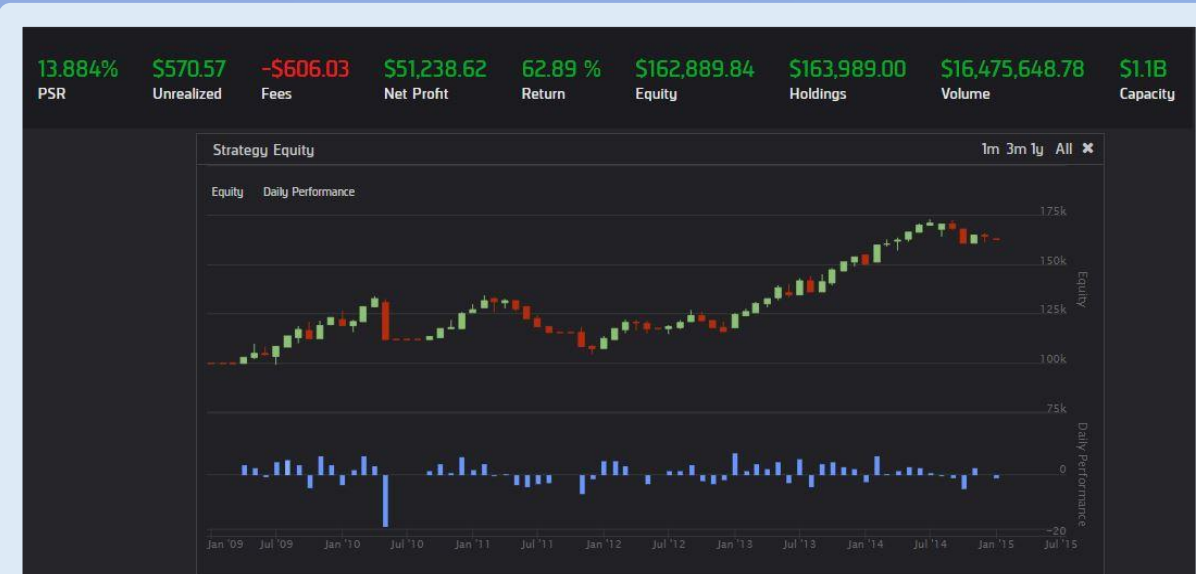 13.884% $570.57 -$606.03 $51,238.62 62.89 % $162,889.84 $163,989.00 $16,475,648.78 $1.1B
PSR Unrealized Fees Net Profit Return Equity Holdings Volume Capacity
Strategy Equity 1m 3m 1y All ✖
Equity Daily Performance
175k
150k
Equity
125k
100k
75k
Daily Performance
0
-20
Jan '09 Jul '09 Jan '10 Jul '10 Jan '11 Jul '11 Jan '12 Jul '12 Jan '13 Jul '13 Jan '14 Jul '14 Jan '15 Jul '15